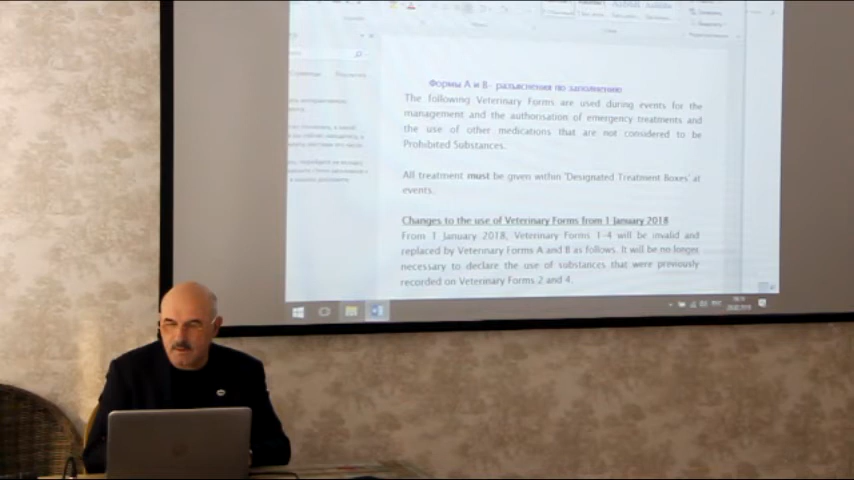 Формы А и В- разъяснения по заполнению
The following Veterinary Forms are used during events for the
management and the authorisation of emergency treatments and
the use of other medications that are not considered to be
Prohibited Substances.
All treatment must be given within 'Designated Treatment Boxes' at
events.
Changes to the use of Veterinary Forms from 1 January 2018
From 1 January 2018, Veterinary Forms 1-4 will be invalid and
replaced by Veterinary Forms A and B as follows. It will be no longer
necessary to declare the use of substances that were previously
recorded on Veterinary Forms 2 and 4.